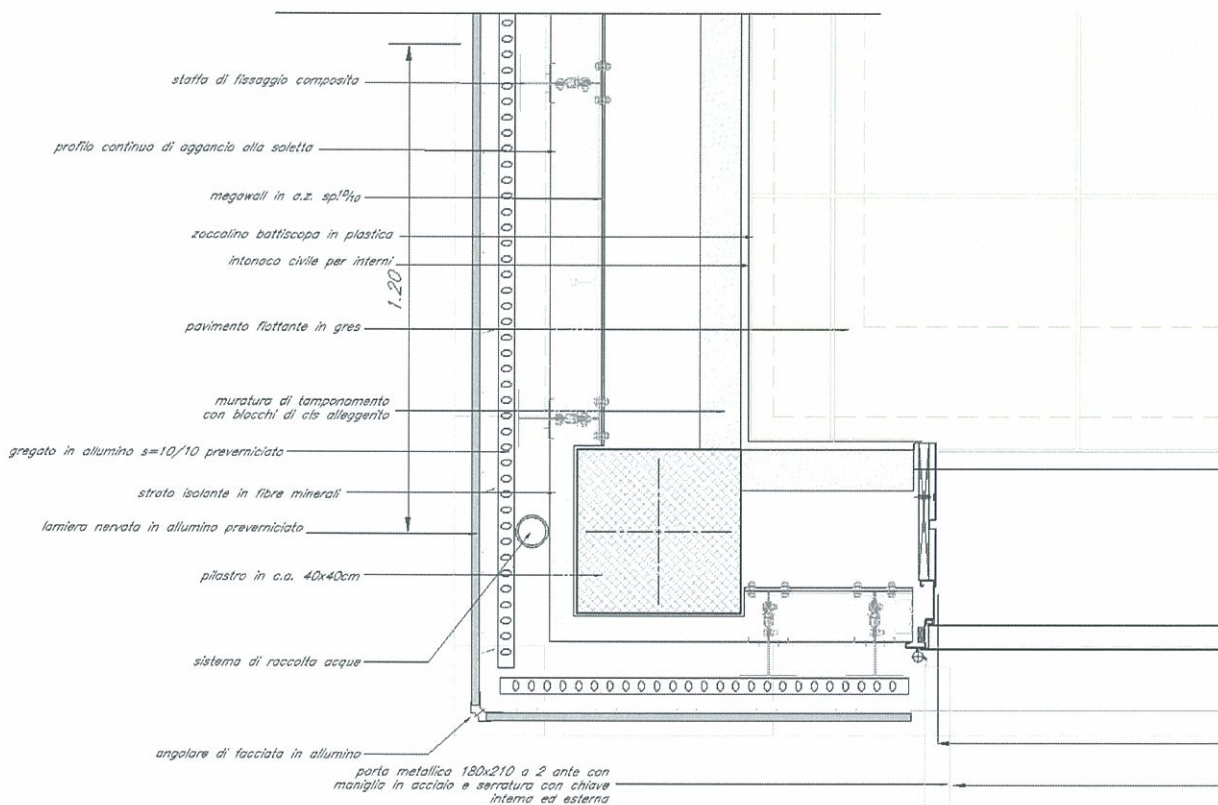 staffa di fissaggio composita
profilo continuo di aggancio alla soletta
megawall in a.z. sp.10/10
zoccolino battiscopa in plastica
intonaco civile per interni
1.20
pavimento flottante in gres
muratura di tamponamento
con blocchi di cls alleggerito
gregato in allumino s=10/10 preverniciato
strato isolante in fibre minerali
lamiera nervata in allumino preverniciato
pilastro in c.a. 40x40cm
sistema di raccolta acque
angolare di facciata in allumino
porta metallica 180x210 a 2 ante con
maniglia in acciaio e serratura con chiave
interna ed esterna